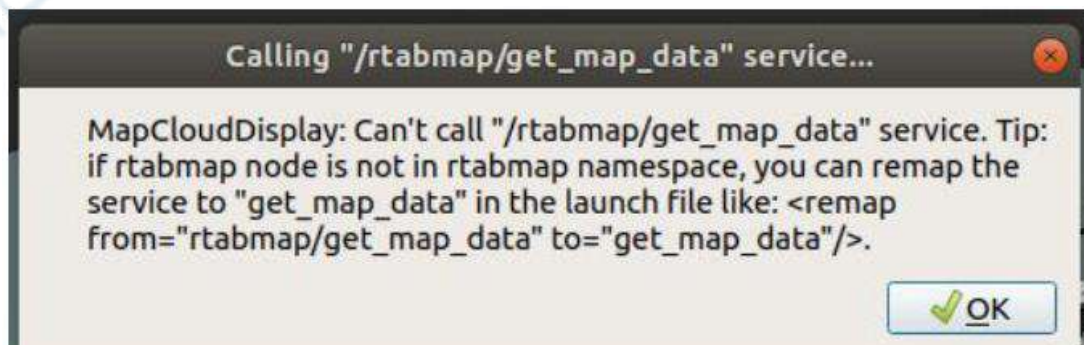 Calling "/rtabmap/get_map_data" service...
MapCloudDisplay: Can't call "/rtabmap/get_map_data" service. Tip:
if rtabmap node is not in rtabmap namespace, you can remap the
service to "get_map_data" in the launch file like: <remap
from="rtabmap/get_map_data" to="get_map_data"/>.
OK